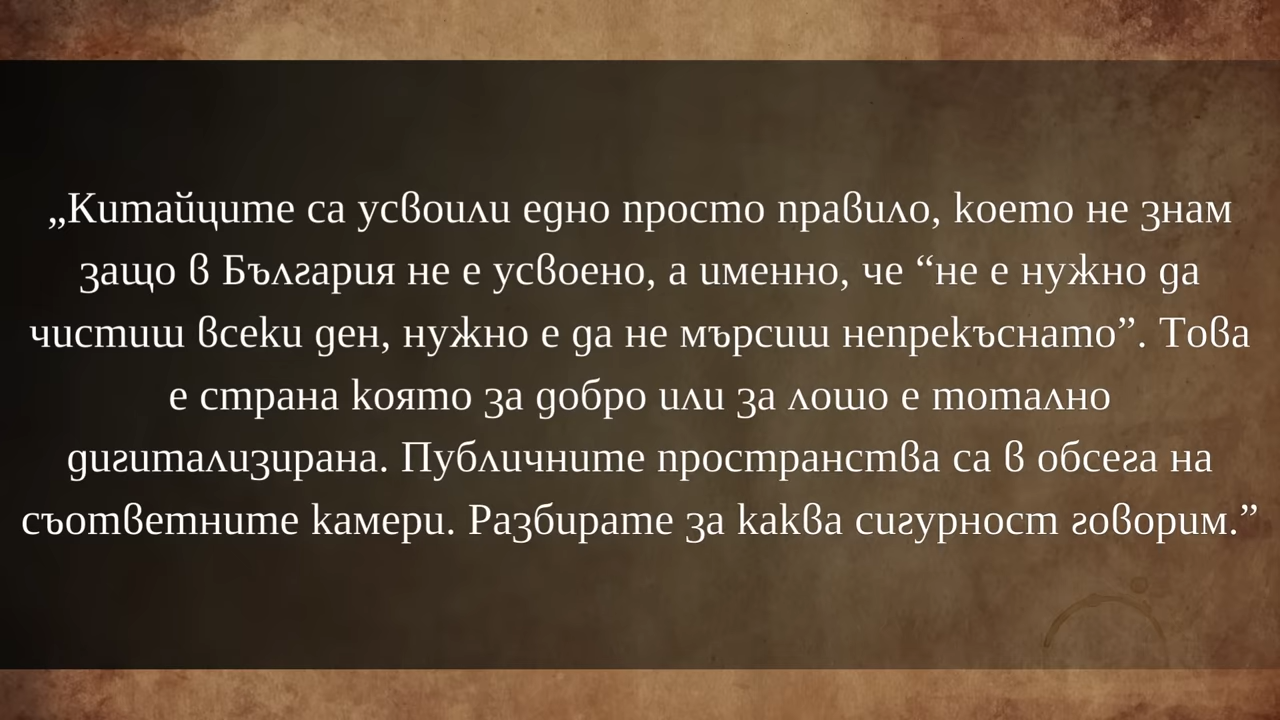 „Китайците са усвоили едно просто правило, което не знам
защо в България не е усвоено, а именно, че “не е нужно да
чистиш всеки ден, нужно е да не мърсиш непрекъснато”. Това
е страна която за добро или за лошо е тотално
дигитализирана. Публичните пространства са в обсега на
съответните камери. Разбирате за каква сигурност говорим.”